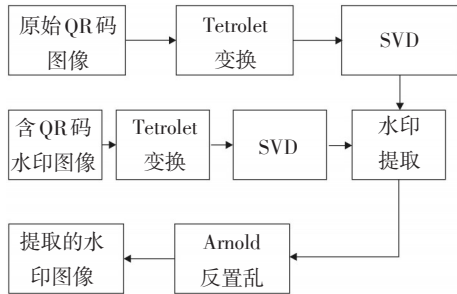 原始QR码
图像
Tetrolet
变换
SVD
含QR码
水印图像
Tetrolet
变换
SVD
水印
提取
提取的水
印图像
Arnold
反置乱